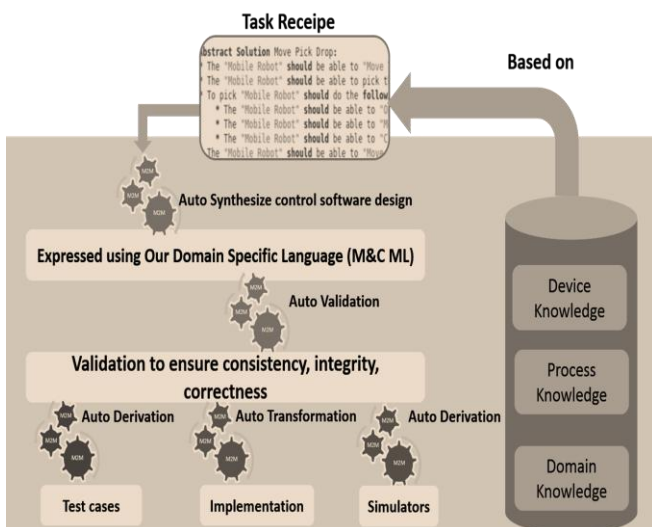 Task Receipe
Based on
bstract Solution Move Pick Drop:
* The "Mobile Robot" should be able to "Move
* The "Mobile Robot" should be able to pick t
* To pick "Mobile Robot" should do the follow
* The "Mobile Robot" should be able to "O
* The "Mobile Robot" should be able to "M
* The "Mobile Robot" should be able to "C
The "Mobile Robot" should be able to "Move
M2M
M2M
M2M
Auto Synthesize control software design
Expressed using Our Domain Specific Language (M&C ML)
M2M
M2M
M2M
Auto Validation
Validation to ensure consistency, integrity,
correctness
M2M
M2M
M2M
Auto Derivation
M2M
M2M
M2M
Auto Transformation
M2M
M2M
M2M
Auto Derivation
Test cases
Implementation
Simulators
Device
Knowledge
Process
Knowledge
Domain
Knowledge